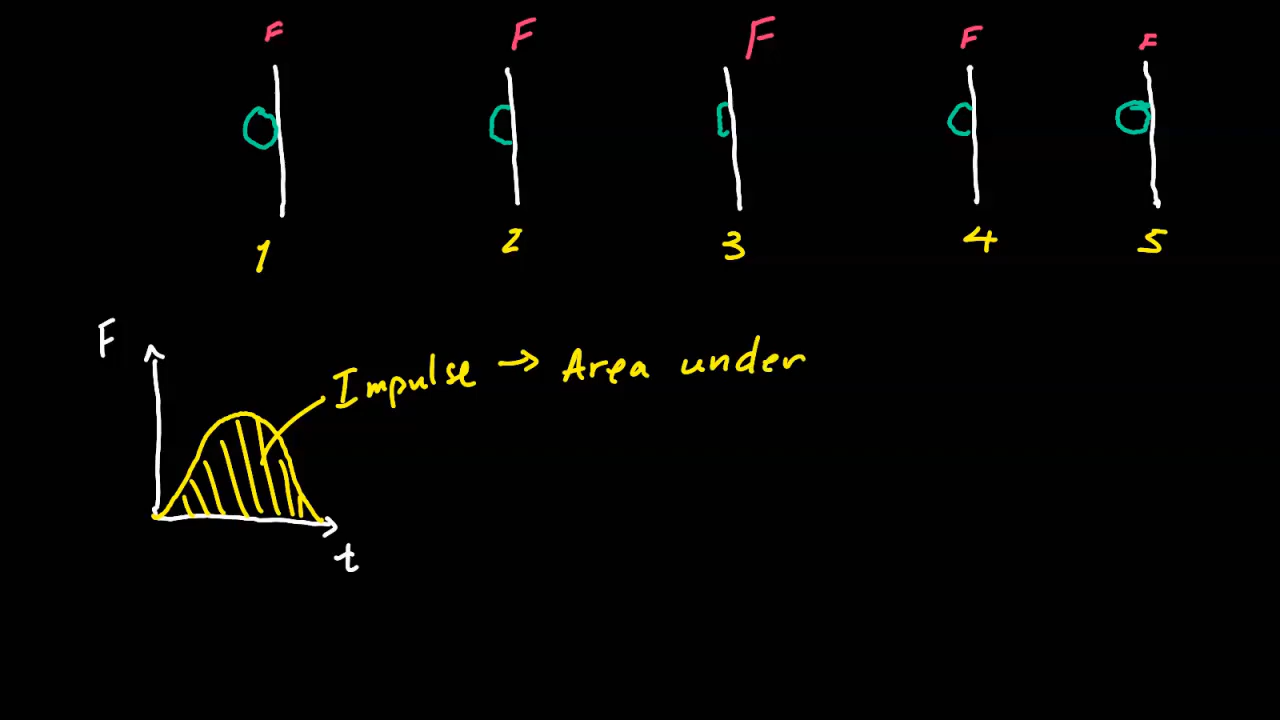 F F F F F
1 2 3 4 5
F
Impulse → Area under
t